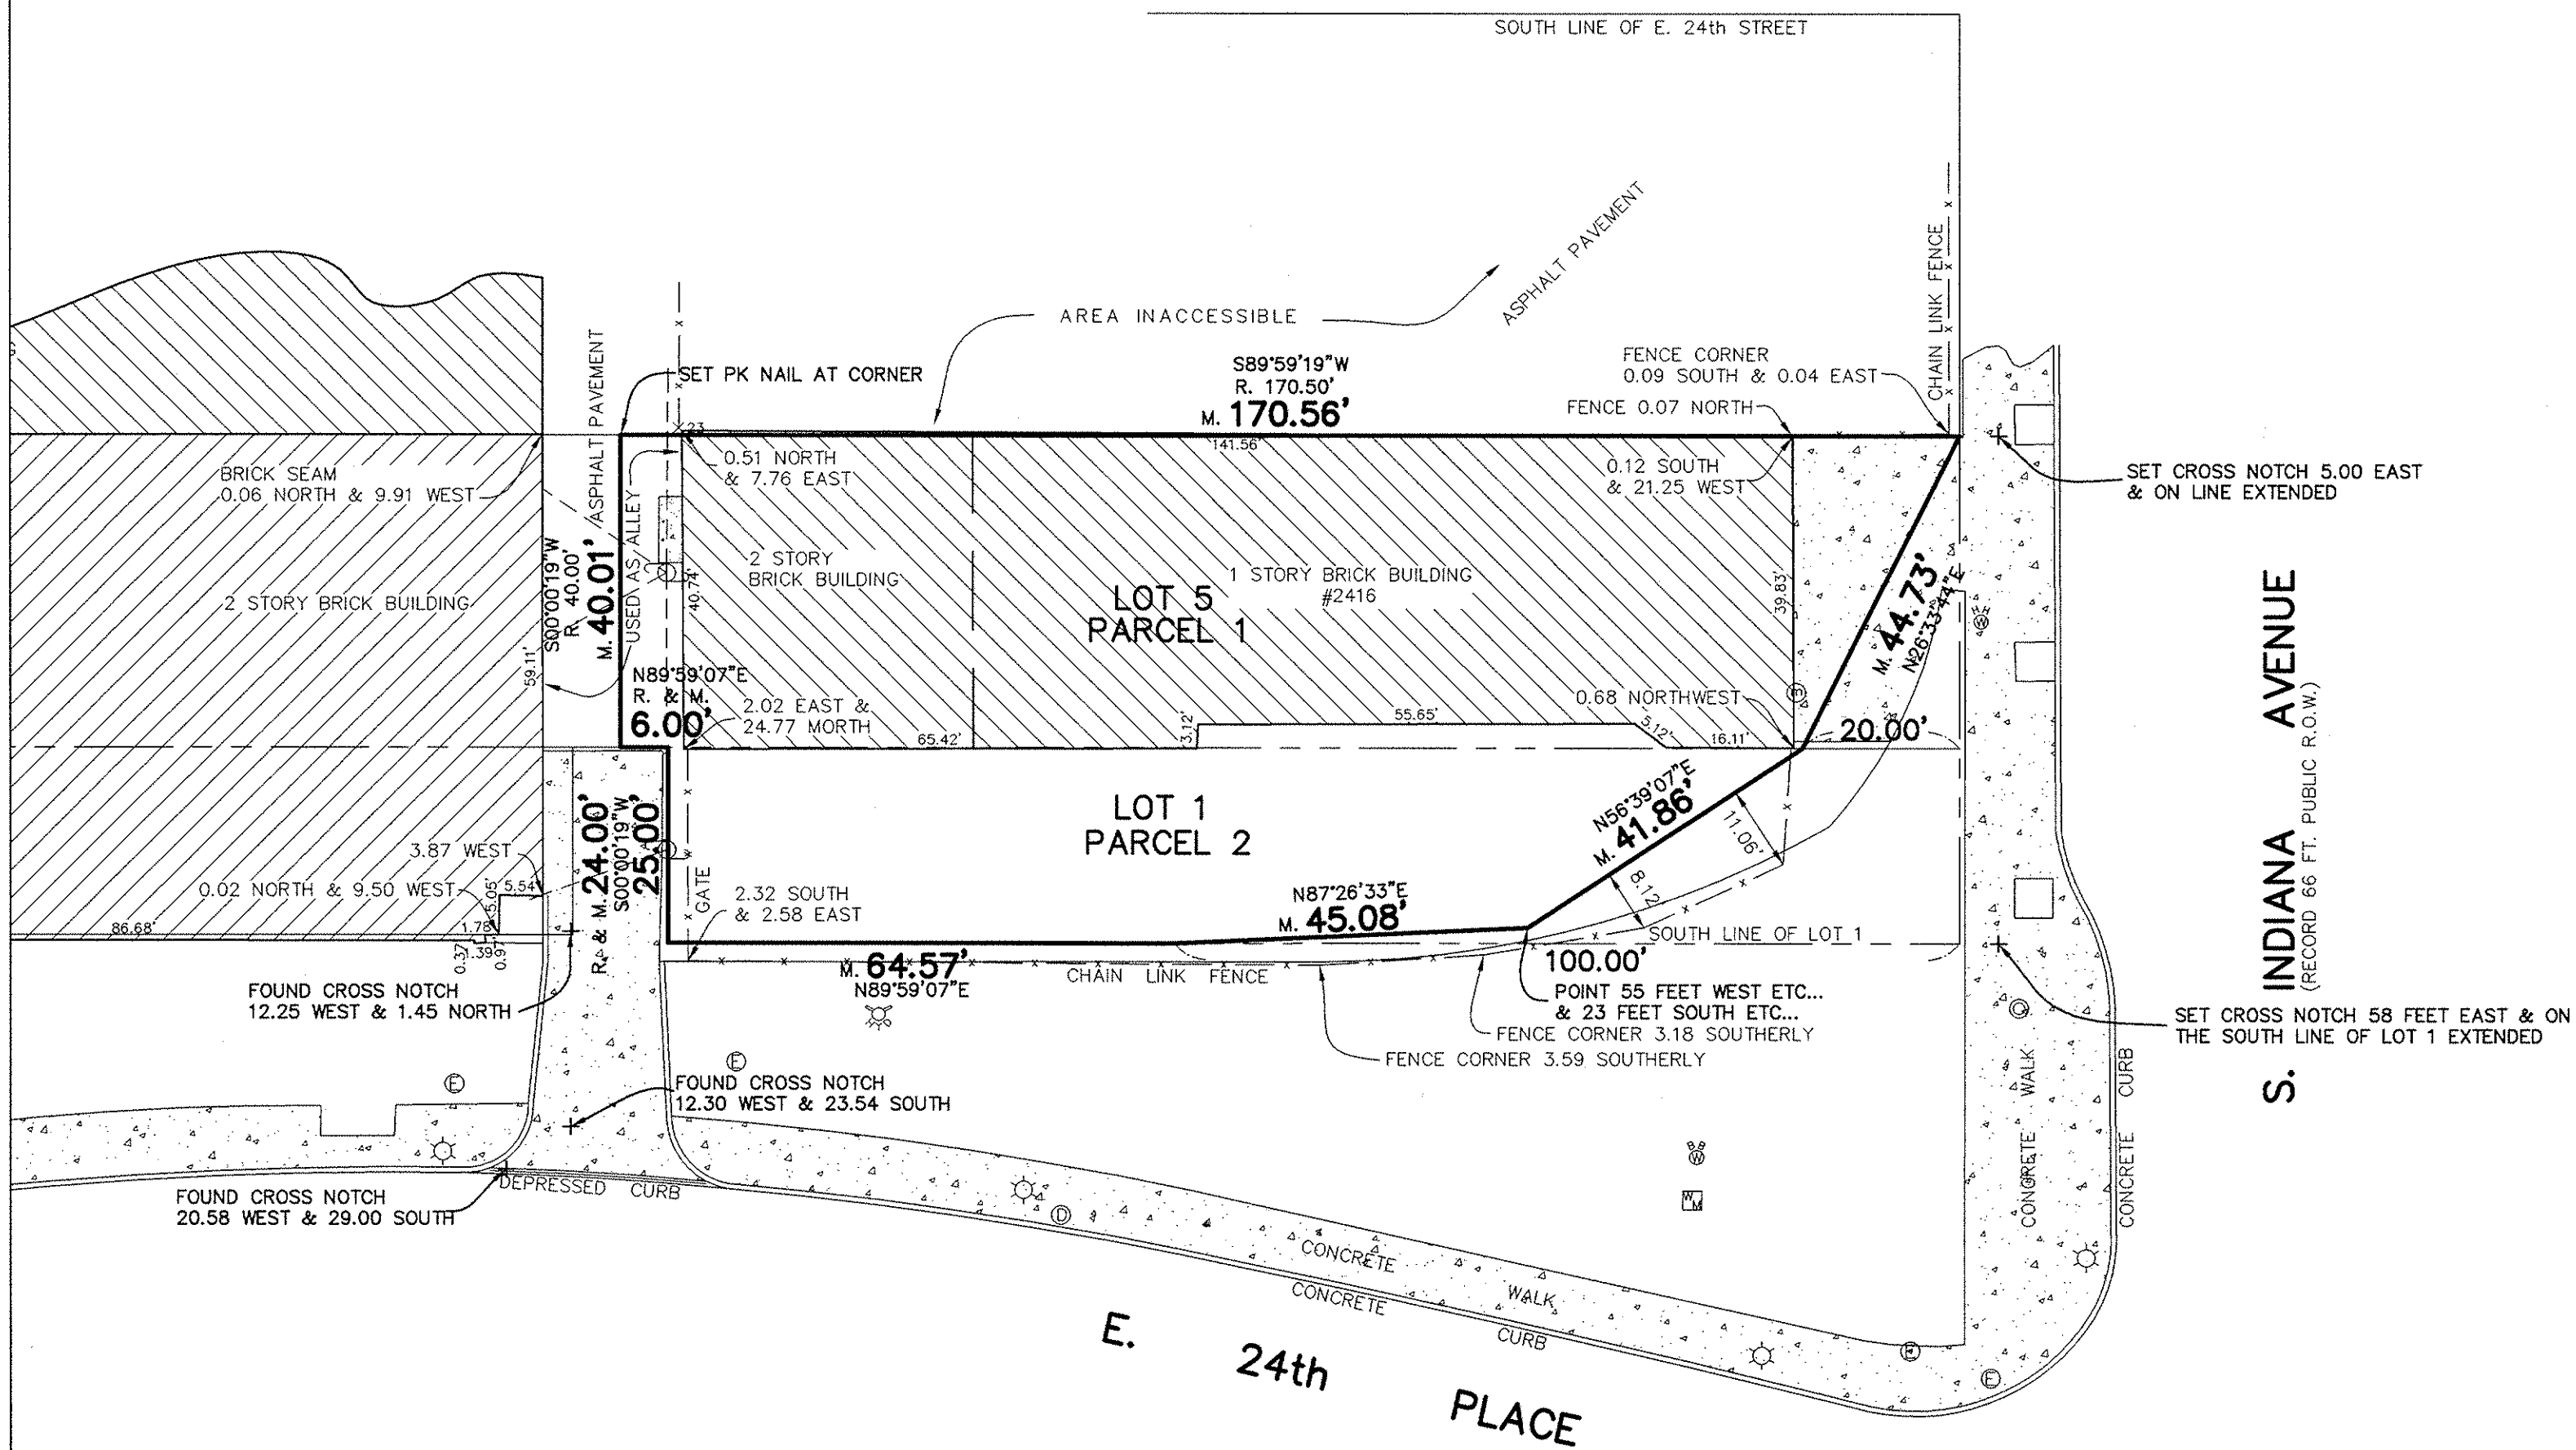 SOUTH LINE OF E. 24th STREET
ASPHALT PAVEMENT
CHAIN LINK FENCE
AREA INACCESSIBLE
ASPHALT PAVEMENT
SET PK NAIL AT CORNER
S89°59'19"W
R. 170.50'
M. 170.56'
FENCE CORNER
0.09 SOUTH & 0.04 EAST
FENCE 0.07 NORTH
23
141.56'
BRICK SEAM
0.06 NORTH & 9.91 WEST
0.51 NORTH
& 7.76 EAST
0.12 SOUTH
& 21.25 WEST
SET CROSS NOTCH 5.00 EAST
& ON LINE EXTENDED
2 STORY BRICK BUILDING
S00°00'19"W
R. 40.00'
M. 40.01'
USED AS ALLEY
59.11'
40.74'
2 STORY
BRICK BUILDING
LOT 5
PARCEL 1
1 STORY BRICK BUILDING
#2416
39.83'
M. 44.73'
N26°33'44"E
W
N89°59'07"E
R. & M.
6.00'
2.02 EAST &
24.77 MORTH
65.42'
3.12'
55.65'
5.12'
16.11'
0.68 NORTHWEST
20.00'
S. INDIANA AVENUE
(RECORD 66 FT. PUBLIC R.O.W.)
LOT 1
PARCEL 2
R. & M. 24.00'
S00°00'19"W
25.00'
GATE
N56°39'07"E
M. 41.86'
11.06'
8.12
3.87 WEST
0.02 NORTH & 9.50 WEST
5.05'
5.54'
86.68'
1.78
0.37
1.39
0.97
2.32 SOUTH
& 2.58 EAST
N87°26'33"E
M. 45.08'
SOUTH LINE OF LOT 1
100.00'
M. 64.57'
N89°59'07"E
CHAIN LINK FENCE
POINT 55 FEET WEST ETC...
& 23 FEET SOUTH ETC...
FENCE CORNER 3.18 SOUTHERLY
FENCE CORNER 3.59 SOUTHERLY
FOUND CROSS NOTCH
12.25 WEST & 1.45 NORTH
SET CROSS NOTCH 58 FEET EAST & ON
THE SOUTH LINE OF LOT 1 EXTENDED
E
E
FOUND CROSS NOTCH
12.30 WEST & 23.54 SOUTH
FOUND CROSS NOTCH
20.58 WEST & 29.00 SOUTH
DEPRESSED CURB
D
W
W
M
CONCRETE WALK
CONCRETE CURB
CONCRETE WALK
CONCRETE CURB
E
E
E. 24th PLACE